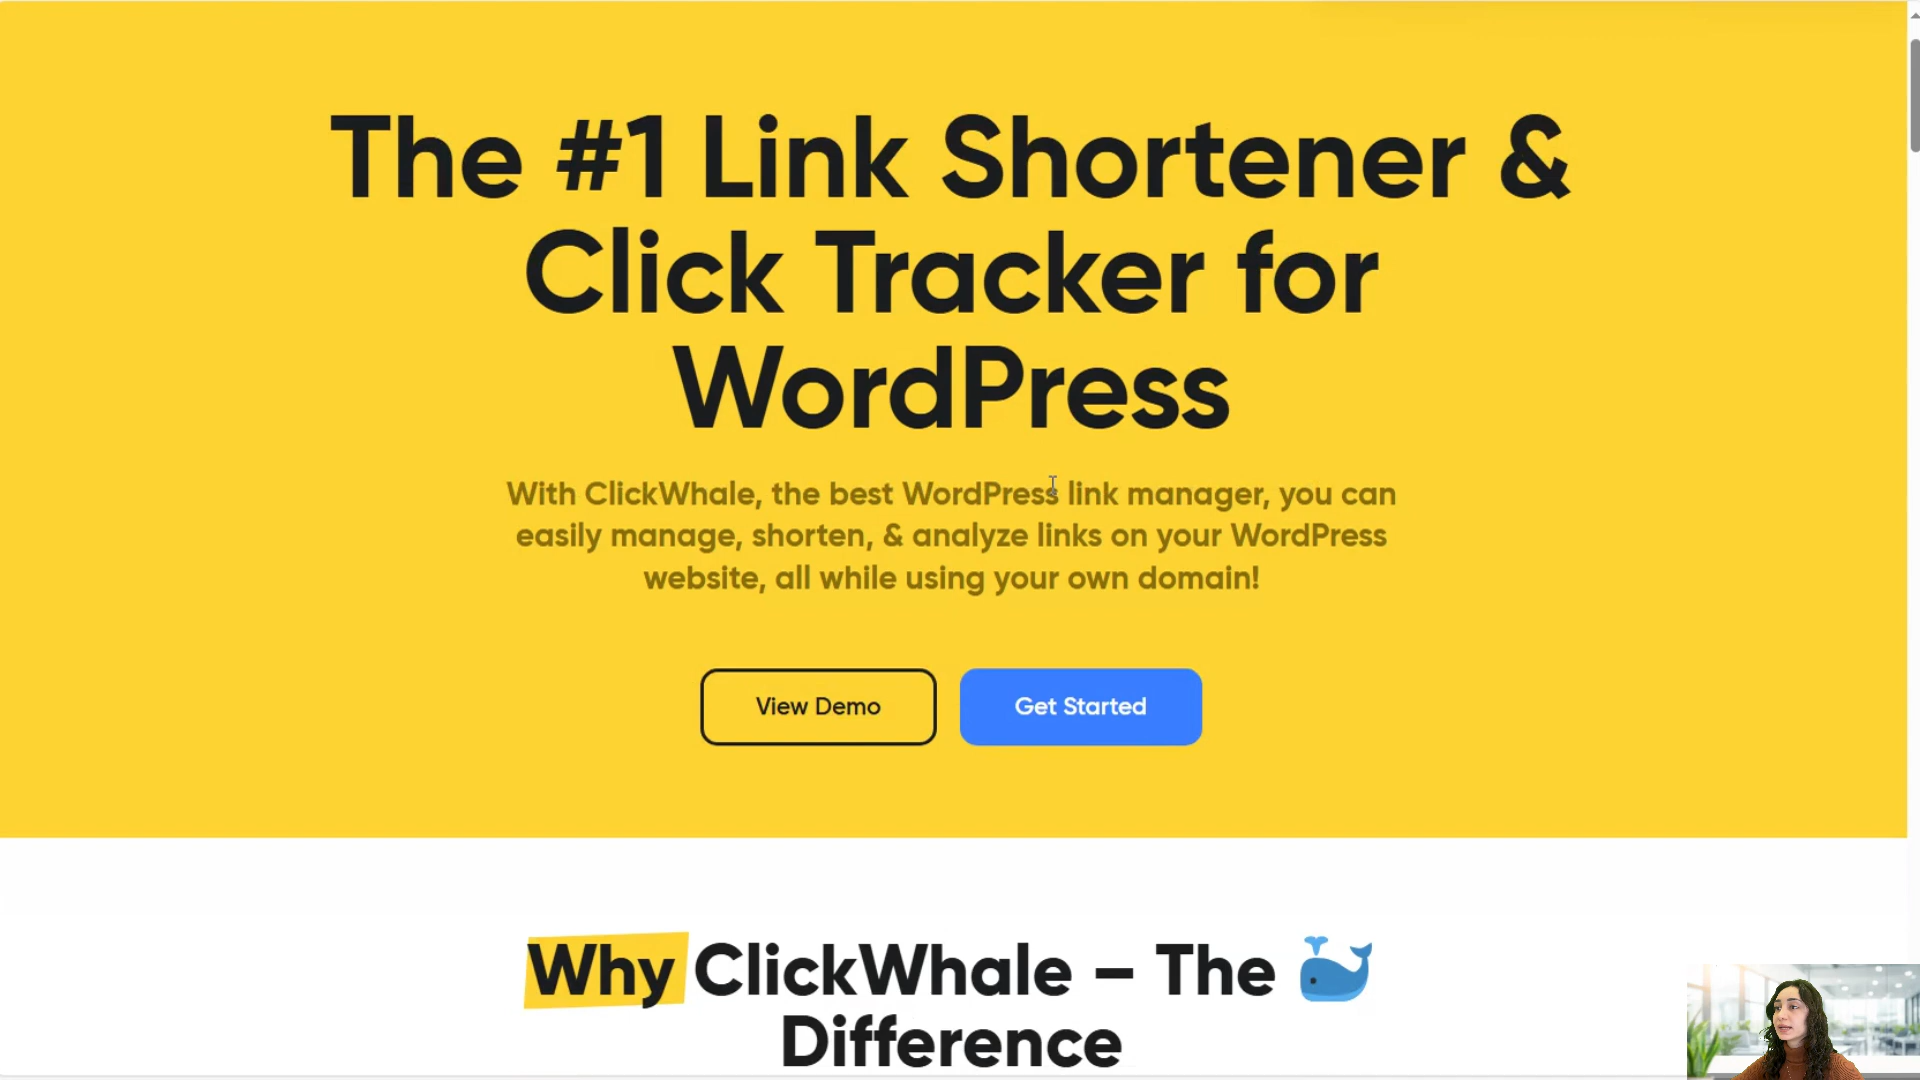 The #1 Link Shortener &
Click Tracker for
WordPress
With ClickWhale, the best WordPress link manager, you can
easily manage, shorten, & analyze links on your WordPress
website, all while using your own domain!
View Demo
Get Started
Why ClickWhale – The 🐳
Difference